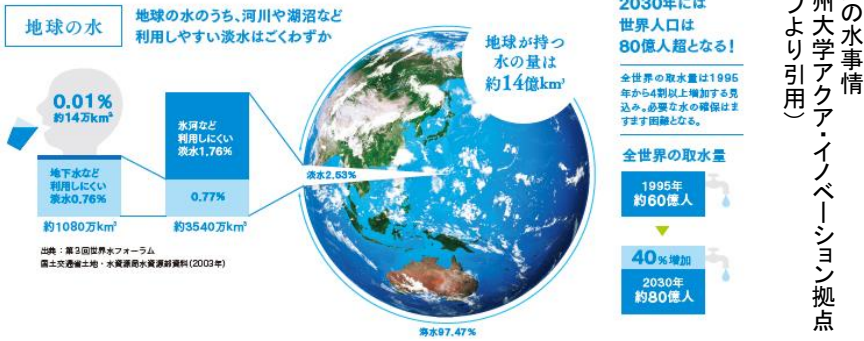 地球の水
地球の水のうち、河川や湖沼など
利用しやすい淡水はごくわずか
0.01%
約14万km³
地下水など
利用しにくい
淡水0.76%
約1080万km³
氷河など
利用しにくい
淡水1.76%
0.77%
約3540万km³
淡水2.53%
地球が持つ
水の量は
約14億km³
海水97.47%
出典:第3回世界水フォーラム
国土交通省土地・水資源局水資源部資料(2003年)
2030年には
世界人口は
80億人超となる!
全世界の取水量は1995
年から4割以上増加する見
込み。必要な水の確保はま
すます困難となる。
全世界の取水量
1995年
約60億人
40%増加
2030年
約80億人
の水事情
州大学アクア・イノベーション拠点
より引用)